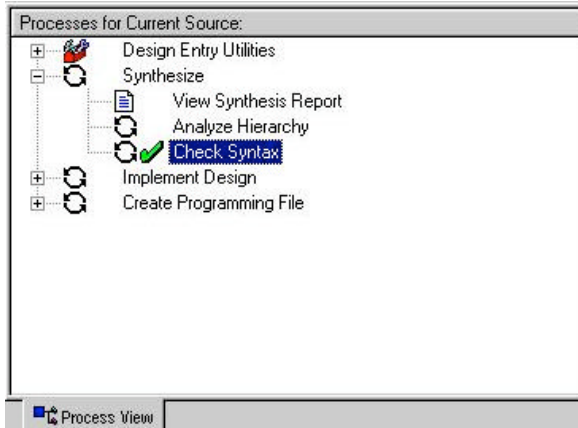 Processes for Current Source:
Design Entry Utilities
Synthesize
View Synthesis Report
Analyze Hierarchy
Check Syntax
Implement Design
Create Programming File
Process View